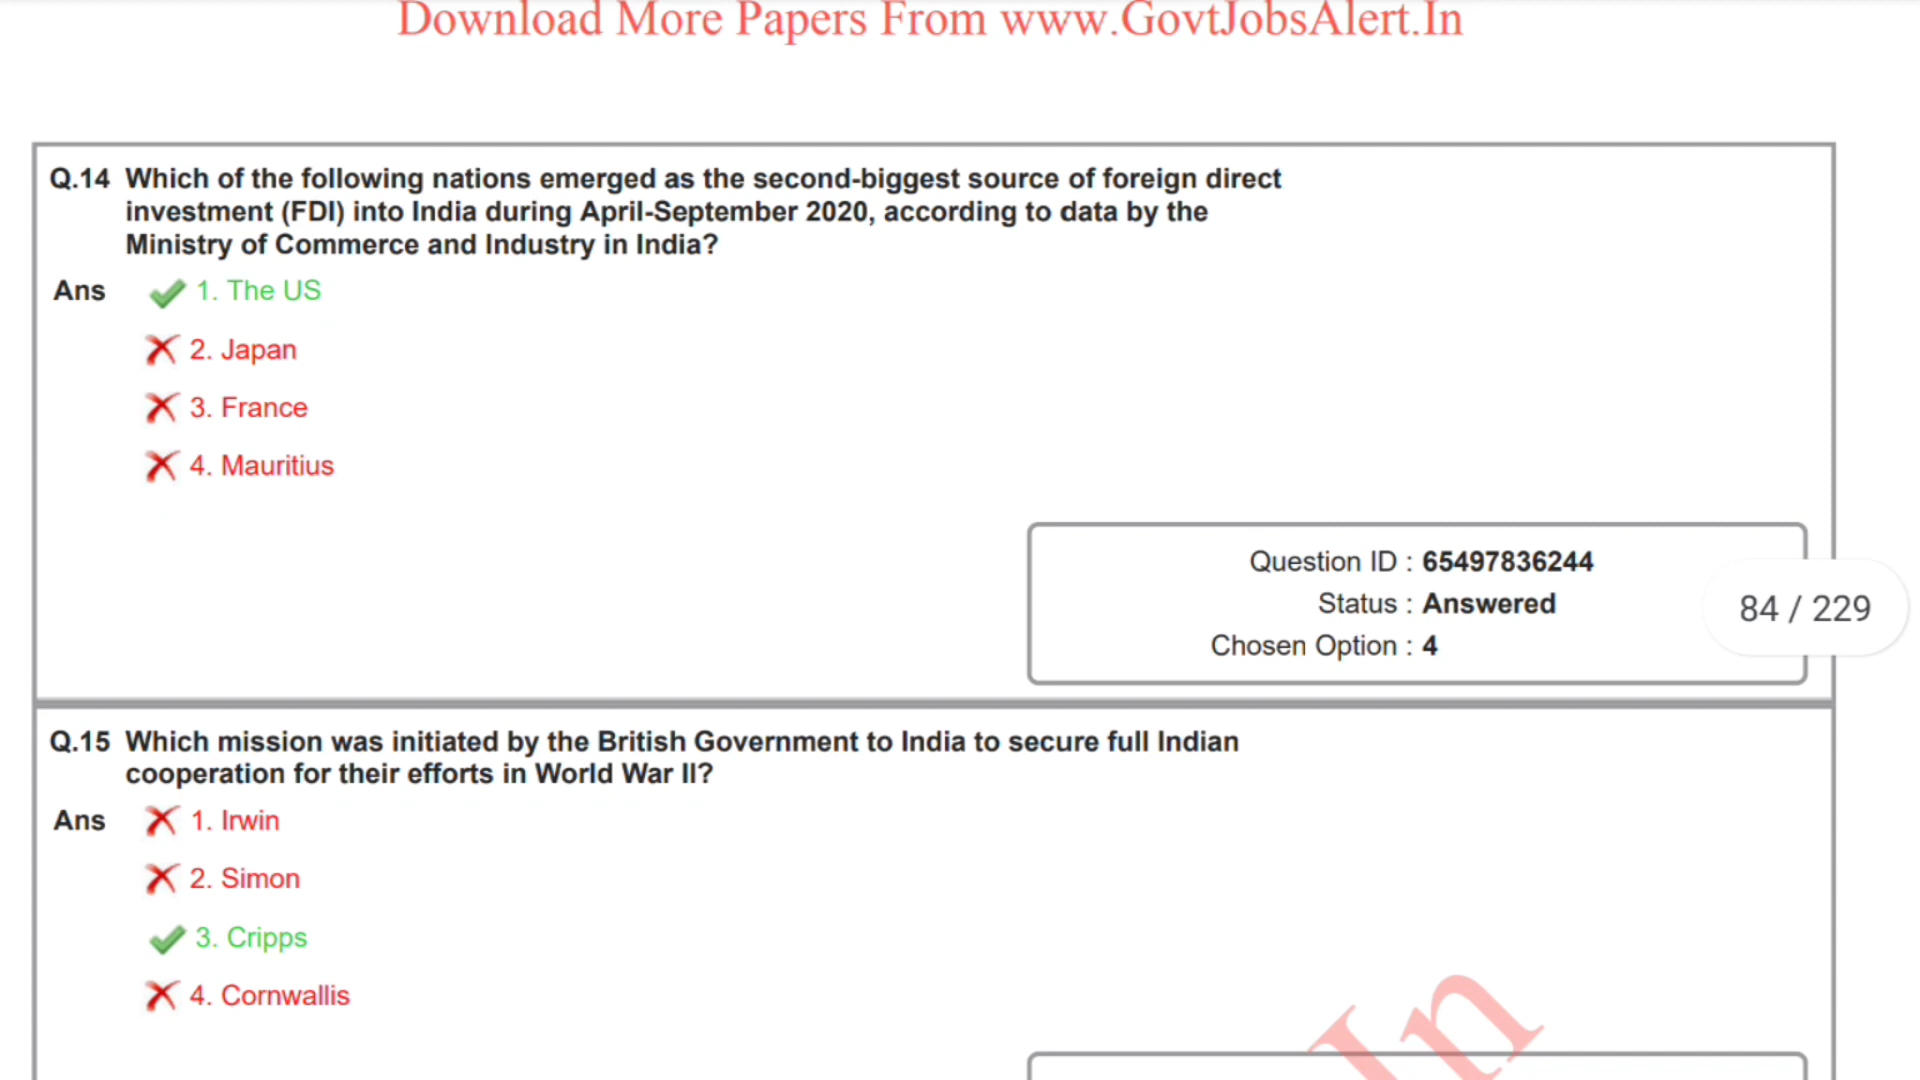 Download More Papers From www.GovtJobsAlert.In
Q.14 Which of the following nations emerged as the second-biggest source of foreign direct
investment (FDI) into India during April-September 2020, according to data by the
Ministry of Commerce and Industry in India?
Ans 1. The US
2. Japan
3. France
4. Mauritius
Question ID : 65497836244
Status : Answered
Chosen Option : 4
84 / 229
Q.15 Which mission was initiated by the British Government to India to secure full Indian
cooperation for their efforts in World War II?
Ans 1. Irwin
2. Simon
3. Cripps
4. Cornwallis
In